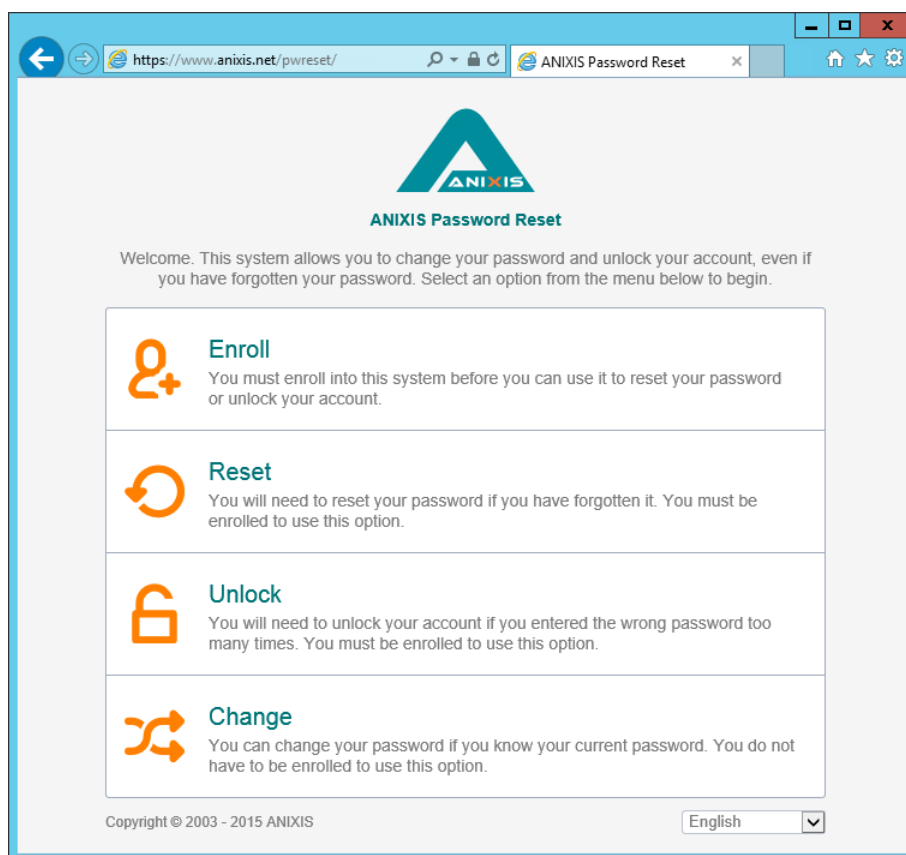 https://www.anixis.net/pwreset/
ANIXIS Password Reset
ANIXIS
ANIXIS Password Reset
Welcome. This system allows you to change your password and unlock your account, even if
you have forgotten your password. Select an option from the menu below to begin.
Enroll
You must enroll into this system before you can use it to reset your password
or unlock your account.
Reset
You will need to reset your password if you have forgotten it. You must be
enrolled to use this option.
Unlock
You will need to unlock your account if you entered the wrong password too
many times. You must be enrolled to use this option.
Change
You can change your password if you know your current password. You do not
have to be enrolled to use this option.
Copyright © 2003 - 2015 ANIXIS
English